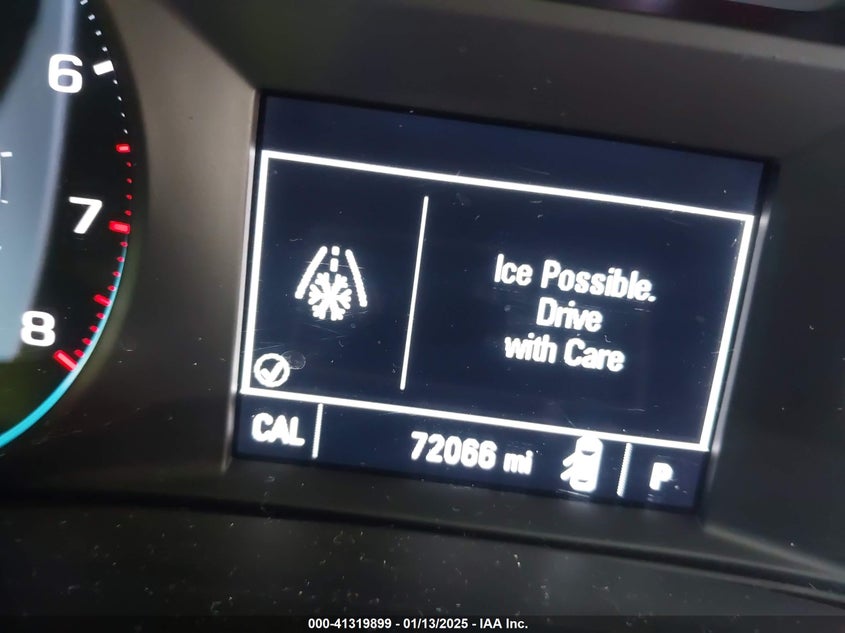 6
7
8
Ice Possible.
Drive
with Care
CAL
72066 mi
P
000-41319899 — 01/13/2025 - IAA Inc.